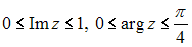 0 ≤ Im z ≤ 1, 0 ≤ arg z ≤ π/4